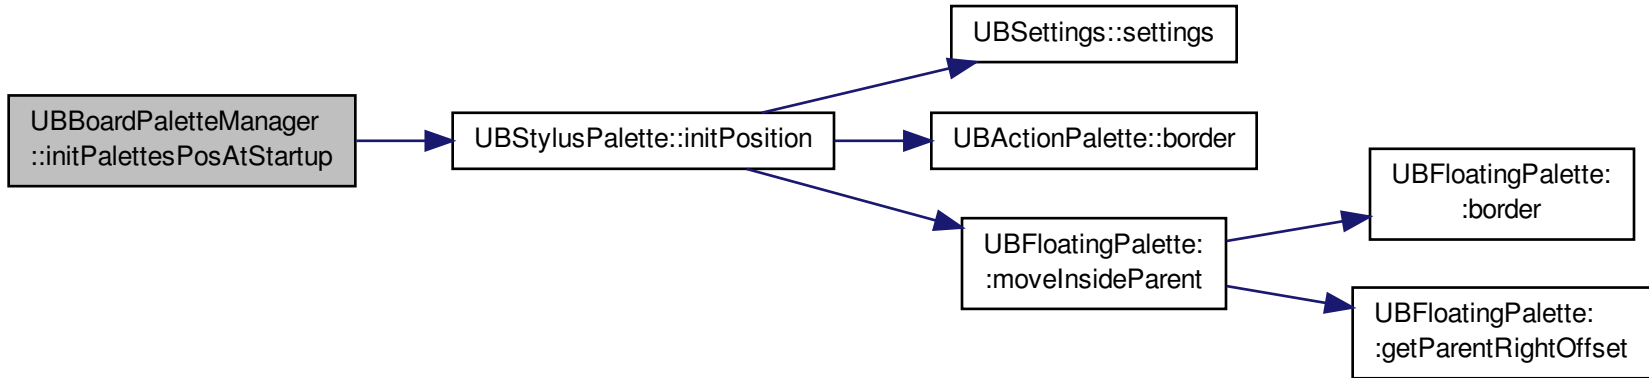 UBBoardPaletteManager
::initPalettesPosAtStartup
UBStylusPalette::initPosition
UBSettings::settings
UBActionPalette::border
UBFloatingPalette:
:moveInsideParent
UBFloatingPalette:
:border
UBFloatingPalette:
:getParentRightOffset